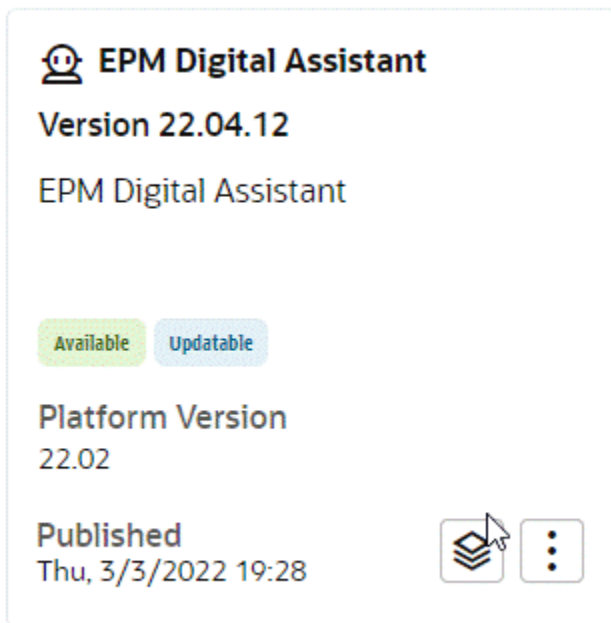 EPM Digital Assistant
Version 22.04.12
EPM Digital Assistant
Available Updatable
Platform Version
22.02
Published
Thu, 3/3/2022 19:28